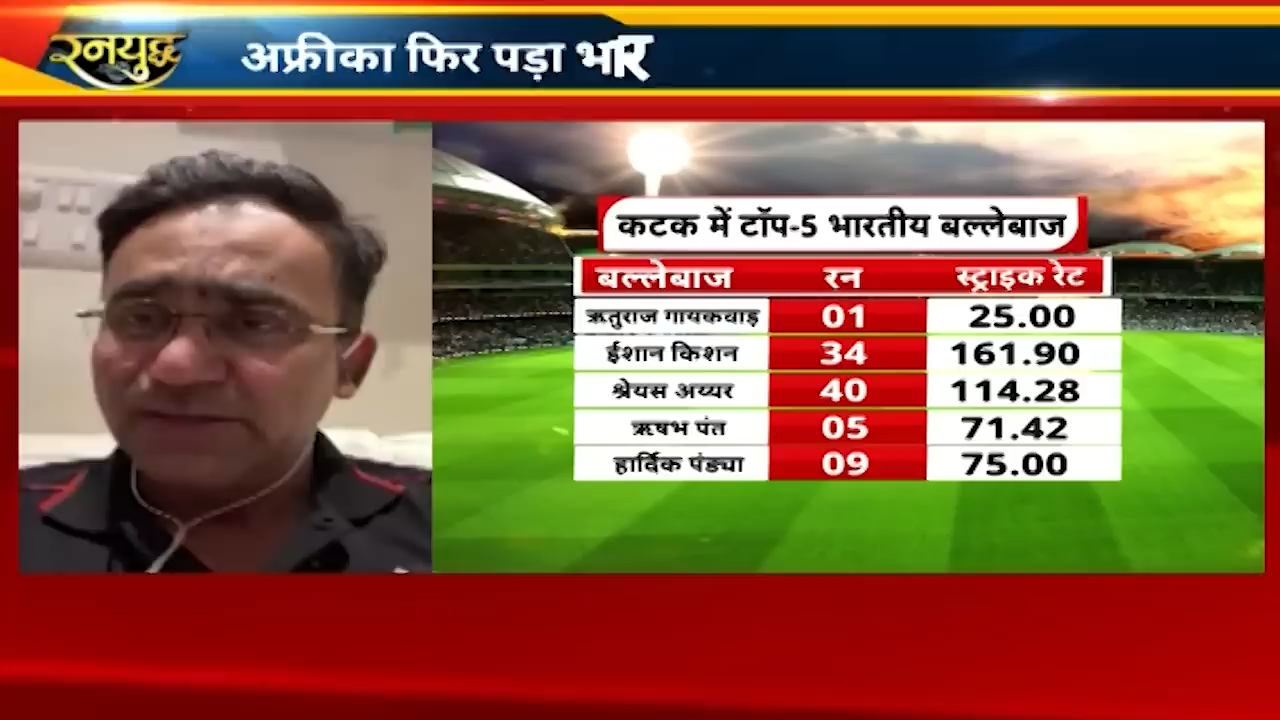 रनयुद्ध
अफ्रीका फिर पड़ा भार
कटक में टॉप-5 भारतीय बल्लेबाज
बल्लेबाज रन स्ट्राइक रेट
ऋतुराज गायकवाड़ 01 25.00
ईशान किशन 34 161.90
श्रेयस अय्यर 40 114.28
ऋषभ पंत 05 71.42
हार्दिक पंड्या 09 75.00